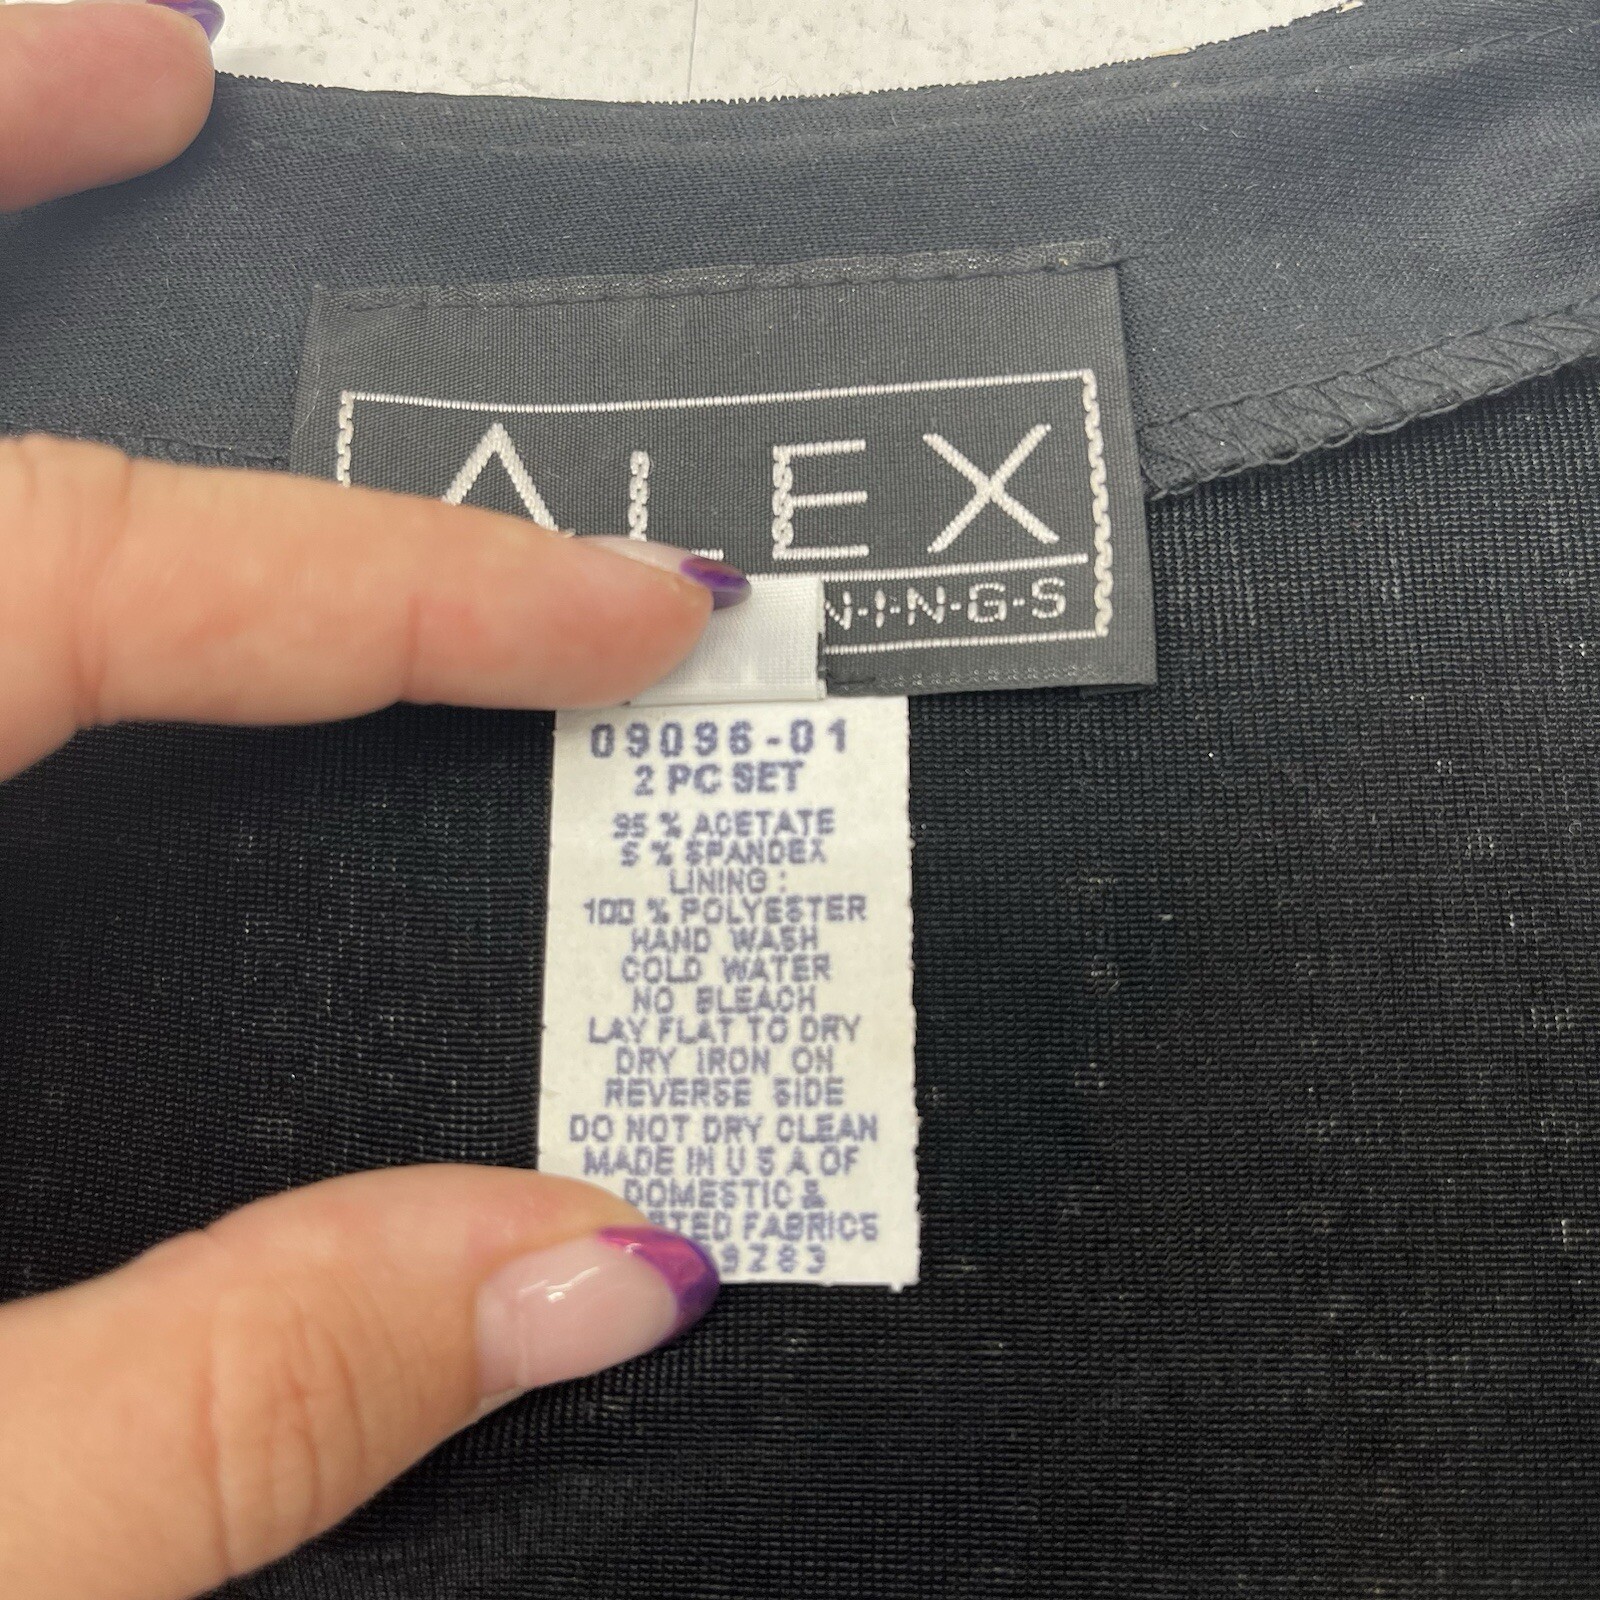 ALEX
N·I·N·G·S
09096-01
2 PC SET
95 % ACETATE
5 % SPANDEX
LINING :
100 % POLYESTER
HAND WASH
COLD WATER
NO BLEACH
LAY FLAT TO DRY
DRY IRON ON
REVERSE SIDE
DO NOT DRY CLEAN
MADE IN U S A OF
DOMESTIC &
FABRICS
9283